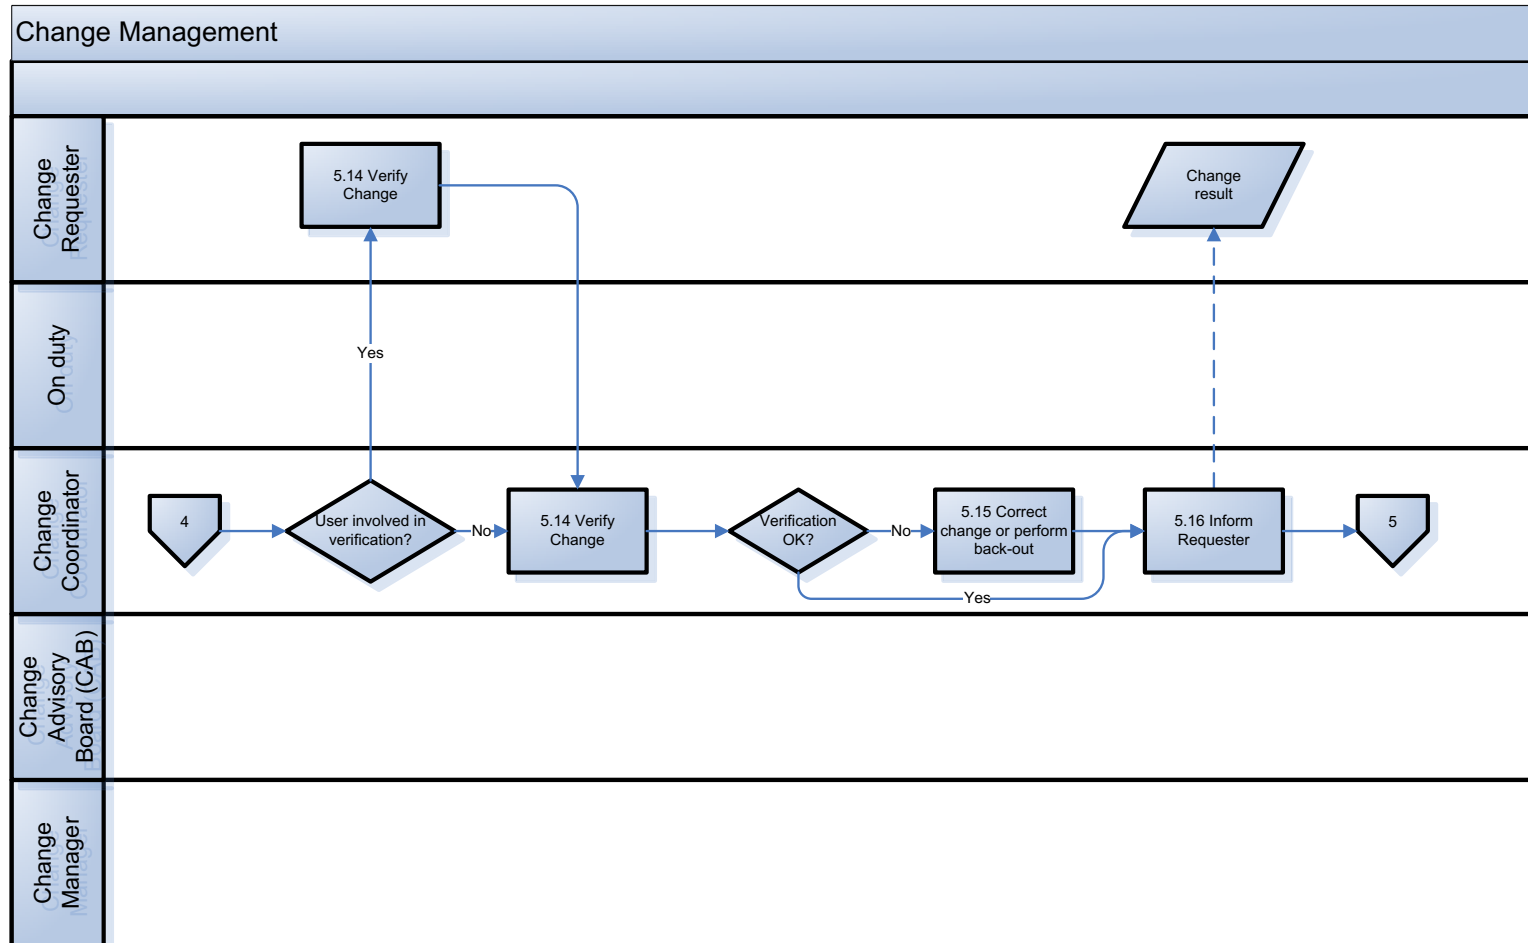 Change Management
Change
Requester
5.14 Verify
Change
Change
result
On duty
Yes
Change
Coordinator
4
User involved in
verification?
No
5.14 Verify
Change
Verification
OK?
No
5.15 Correct
change or perform
back-out
5.16 Inform
Requester
5
Yes
Change
Advisory
Board (CAB)
Change
Manager